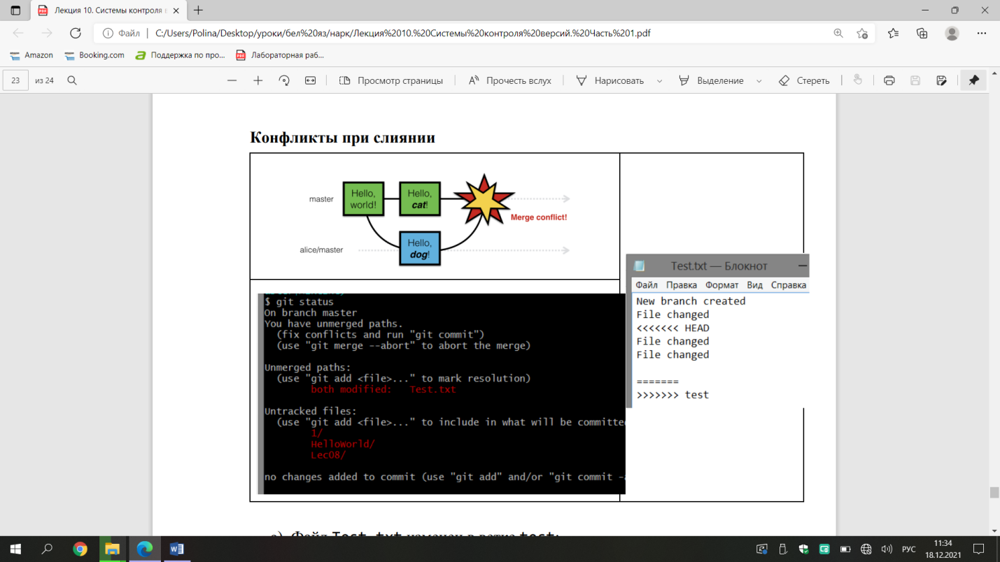 Лекция 10. Системы контроля в
Файл
C:/Users/Polina/Desktop/уроки/бел%20яз/нарк/Лекция%2010.%20Системы%20контроля%20версий.%20Часть%201.pdf
Amazon
Booking.com
Поддержка по про...
Лабораторная раб...
23
из 24
Просмотр страницы
Прочесть вслух
Нарисовать
Выделение
Стереть
Конфликты при слиянии
master
Hello,
world!
Hello,
cat!
Merge conflict!
alice/master
Hello,
dog!
$ git status
On branch master
You have unmerged paths.
(fix conflicts and run "git commit")
(use "git merge --abort" to abort the merge)
Unmerged paths:
(use "git add <file>..." to mark resolution)
both modified: Test.txt
Untracked files:
(use "git add <file>..." to include in what will be committe
1/
HelloWorld/
Lec08/
no changes added to commit (use "git add" and/or "git commit -a
Test.txt — Блокнот
Файл Правка Формат Вид Справка
New branch created
File changed
<<<<<<< HEAD
File changed
File changed
=======
>>>>>>> test
а) Файл Test.txt изменен в ветке test:
РУС
11:34
18.12.2021